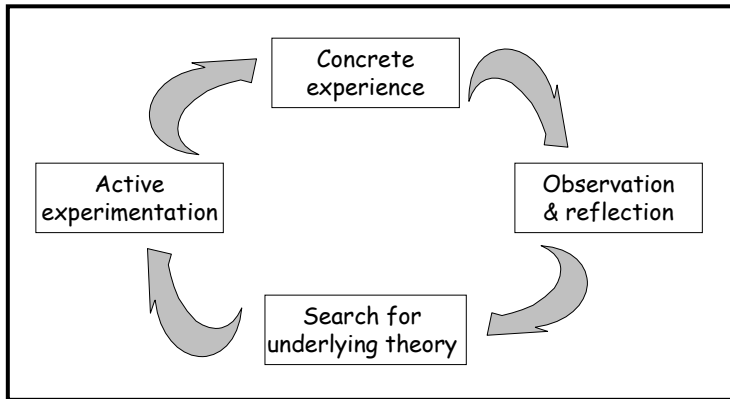 Concrete
experience
Observation
& reflection
Search for
underlying theory
Active
experimentation